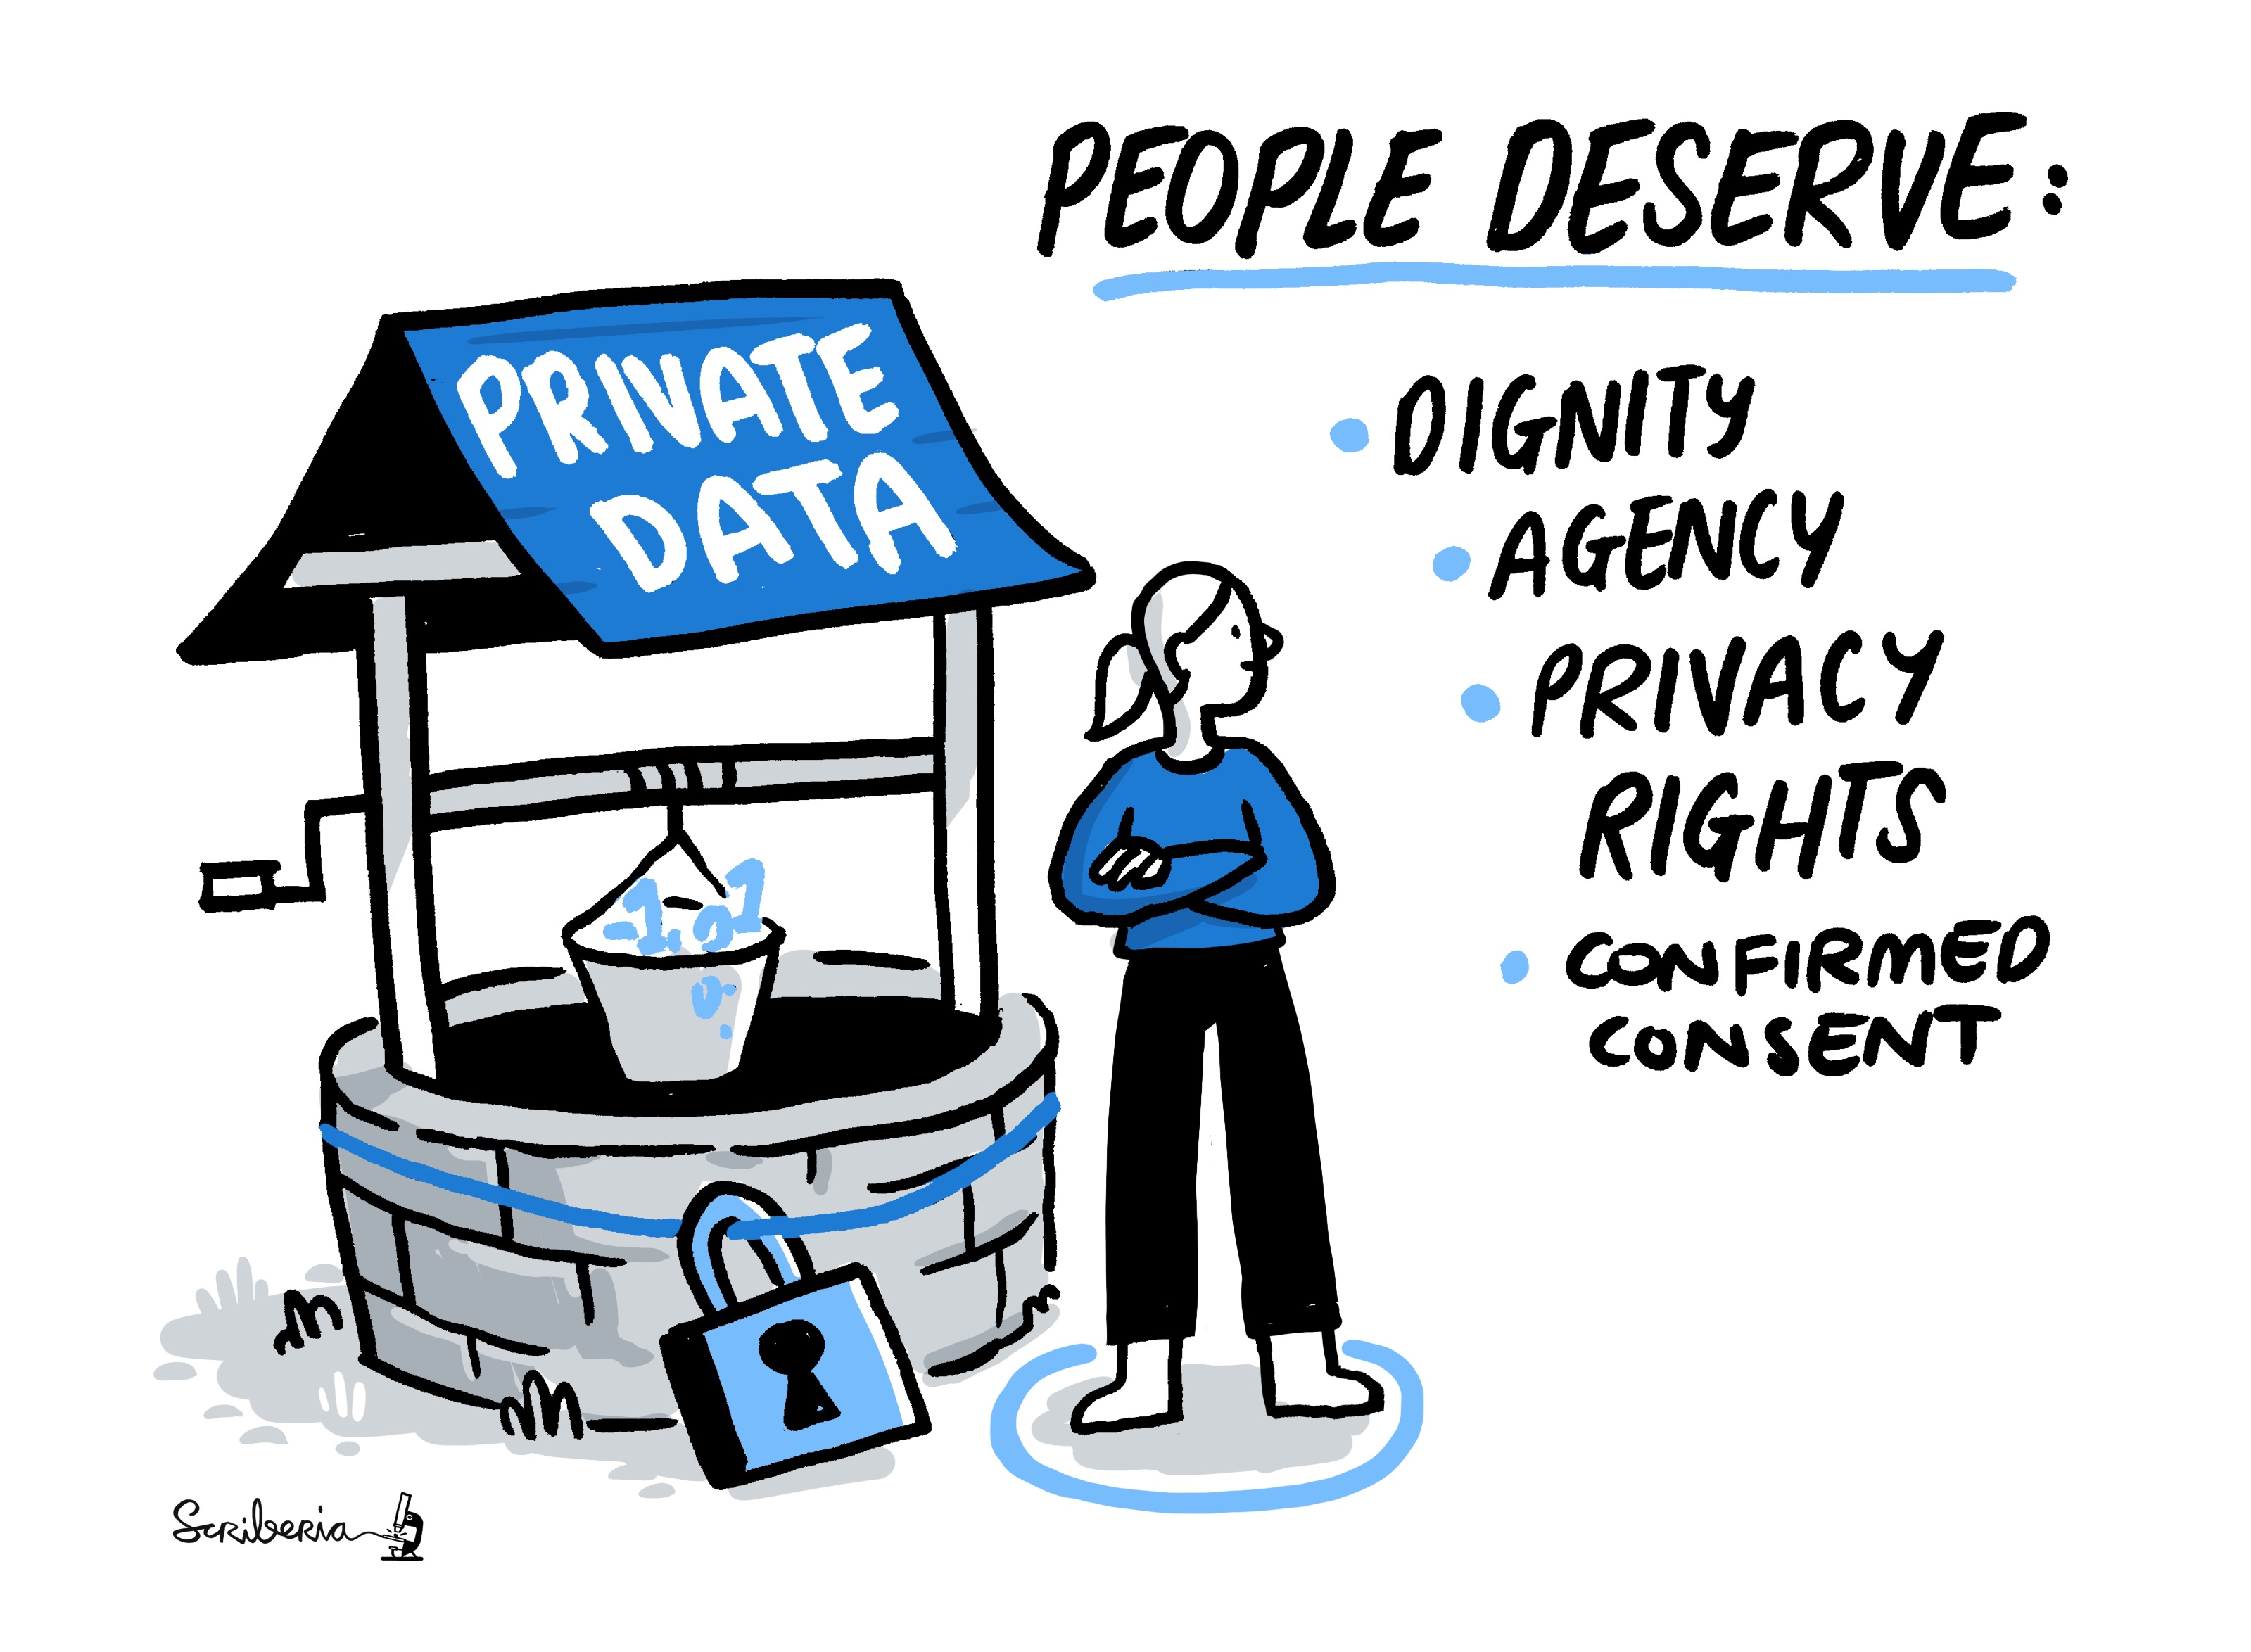 PEOPLE DESERVE:
PRIVATE
DATA
• DIGNITY
• AGENCY
• PRIVACY
RIGHTS
• CONFIRMED
CONSENT
Scriberia